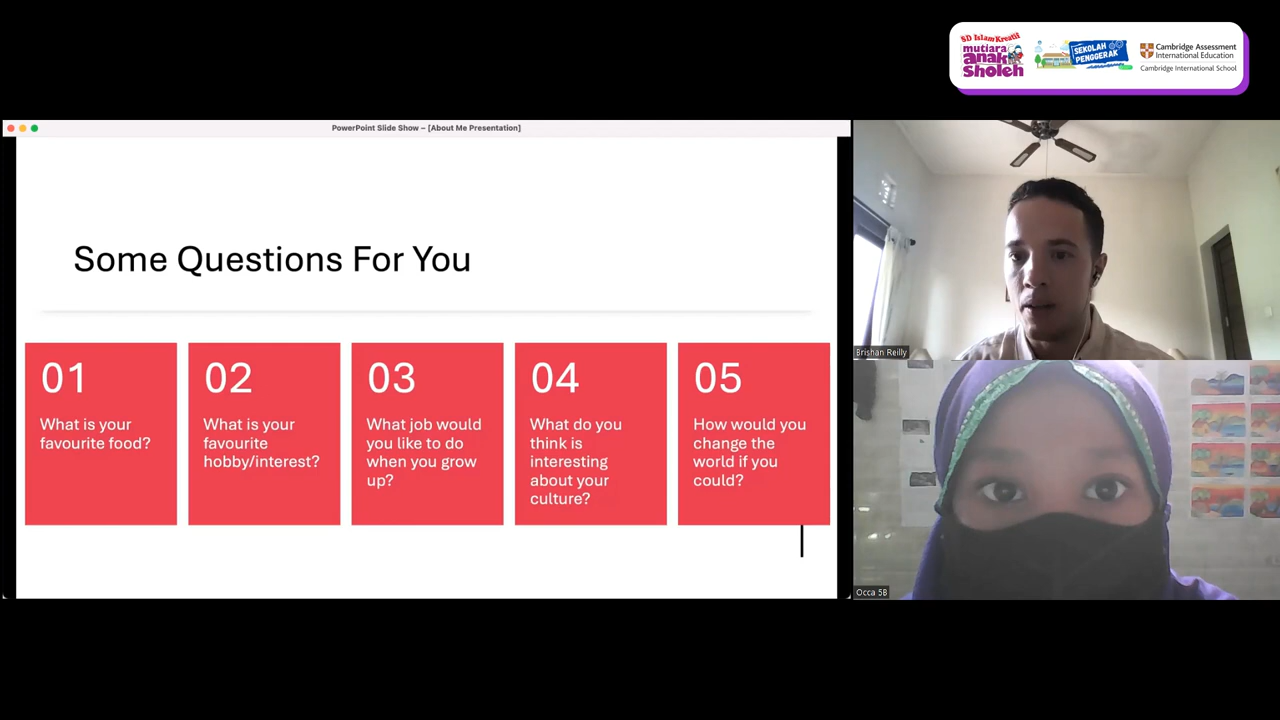 SD Islam Kreatif
mutiara
anak
Sholeh
SEKOLAH
PENGGERAK
Cambridge Assessment
International Education
Cambridge International School
PowerPoint Slide Show – [About Me Presentation]
Some Questions For You
01
What is your
favourite food?
02
What is your
favourite
hobby/interest?
03
What job would
you like to do
when you grow
up?
04
What do you
think is
interesting
about your
culture?
05
How would you
change the
world if you
could?
Brishan Reilly
Occa 5B